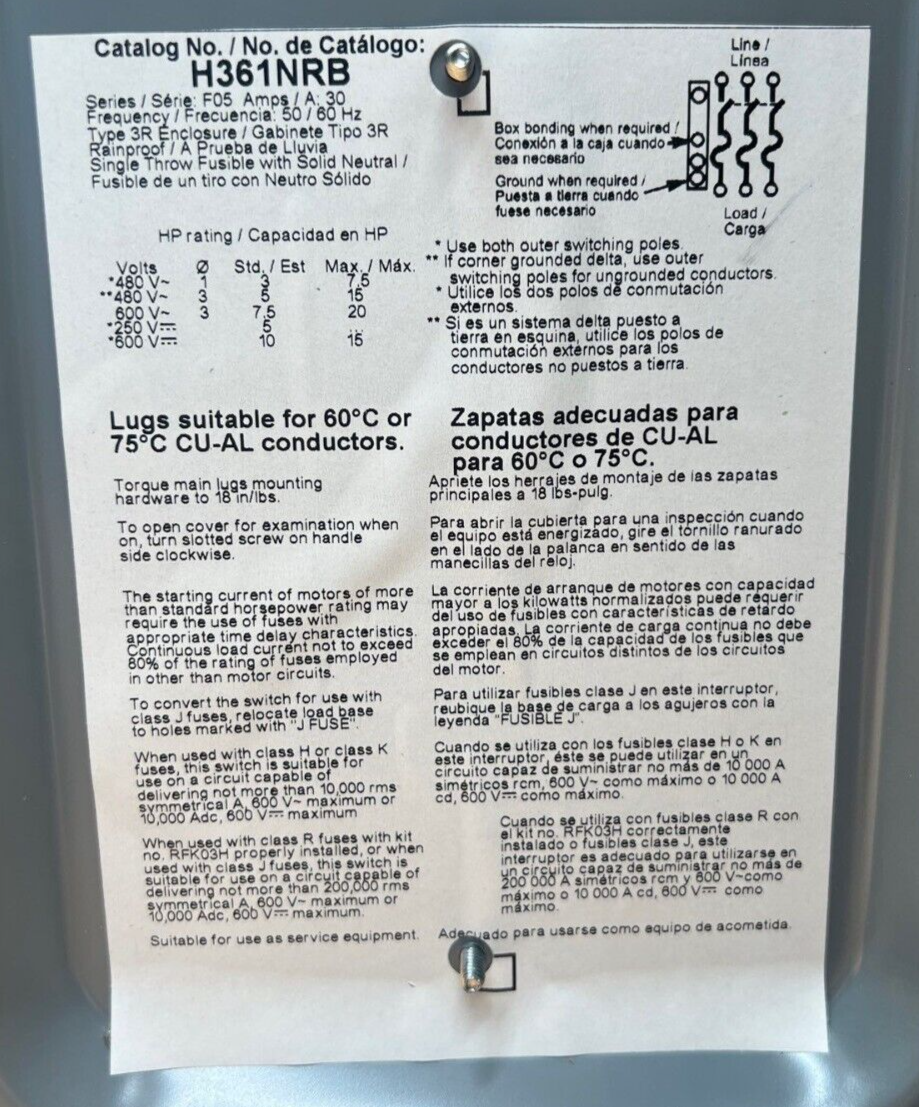 Catalog No. / No. de Catálogo:
H361NRB
Series / Série: F05 Amps / A: 30
Frequency / Frecuencia: 50 / 60 Hz
Type 3R Enclosure / Gabinete Tipo 3R
Rainproof / A Prueba de Lluvia
Single Throw Fusible with Solid Neutral /
Fusible de un tiro con Neutro Sólido
Line /
Línea
Box bonding when required /
Conexión a la caja cuando
sea necesario
Ground when required /
Puesta a tierra cuando
fuese necesario
Load /
Carga
HP rating / Capacidad en HP
Volts Ø Std. / Est Max. / Máx.
*480 V~ 1 3 7.5
**480 V~ 3 5 15
600 V~ 3 7.5 20
*250 V⎓ 5 ...
*600 V⎓ 10 15
* Use both outer switching poles.
** If corner grounded delta, use outer
switching poles for ungrounded conductors.
* Utilice los dos polos de conmutación
externos.
** Si es un sistema delta puesto a
tierra en esquina, utilice los polos de
conmutación externos para los
conductores no puestos a tierra.
Lugs suitable for 60°C or
75°C CU-AL conductors.
Torque main lugs mounting
hardware to 18 in/lbs.
To open cover for examination when
on, turn slotted screw on handle
side clockwise.
The starting current of motors of more
than standard horsepower rating may
require the use of fuses with
appropriate time delay characteristics.
Continuous load current not to exceed
80% of the rating of fuses employed
in other than motor circuits.
To convert the switch for use with
class J fuses, relocate load base
to holes marked with "J FUSE".
When used with class H or class K
fuses, this switch is suitable for
use on a circuit capable of
delivering not more than 10,000 rms
symmetrical A, 600 V~ maximum or
10,000 Adc, 600 V⎓ maximum
When used with class R fuses with kit
no. RFK03H properly installed, or when
used with class J fuses, this switch is
suitable for use on a circuit capable of
delivering not more than 200,000 rms
symmetrical A, 600 V~ maximum or
10,000 Adc, 600 V⎓ maximum.
Suitable for use as service equipment.
Zapatas adecuadas para
conductores de CU-AL
para 60°C o 75°C.
Apriete los herrajes de montaje de las zapatas
principales a 18 lbs-pulg.
Para abrir la cubierta para una inspección cuando
el equipo está energizado, gire el tornillo ranurado
en el lado de la palanca en sentido de las
manecillas del reloj.
La corriente de arranque de motores con capacidad
mayor a los kilowatts normalizados puede requerir
del uso de fusibles con características de retardo
apropiadas. La corriente de carga continua no debe
exceder el 80% de la capacidad de los fusibles que
se emplean en circuitos distintos de los circuitos
del motor.
Para utilizar fusibles clase J en este interruptor,
reubique la base de carga a los agujeros con la
leyenda "FUSIBLE J".
Cuando se utiliza con los fusibles clase H o K en
este interruptor, éste se puede utilizar en un
circuito capaz de suministrar no más de 10 000 A
simétricos rcm, 600 V~ como máximo o 10 000 A
cd, 600 V⎓ como máximo.
Cuando se utiliza con fusibles clase R con
el kit no. RFK03H correctamente
instalado o fusibles clase J, este
interruptor es adecuado para utilizarse en
un circuito capaz de suministrar no más de
200 000 A simétricos rcm y 600 V~como
máximo o 10 000 A cd, 600 V⎓ como
máximo.
Adecuado para usarse como equipo de acometida.